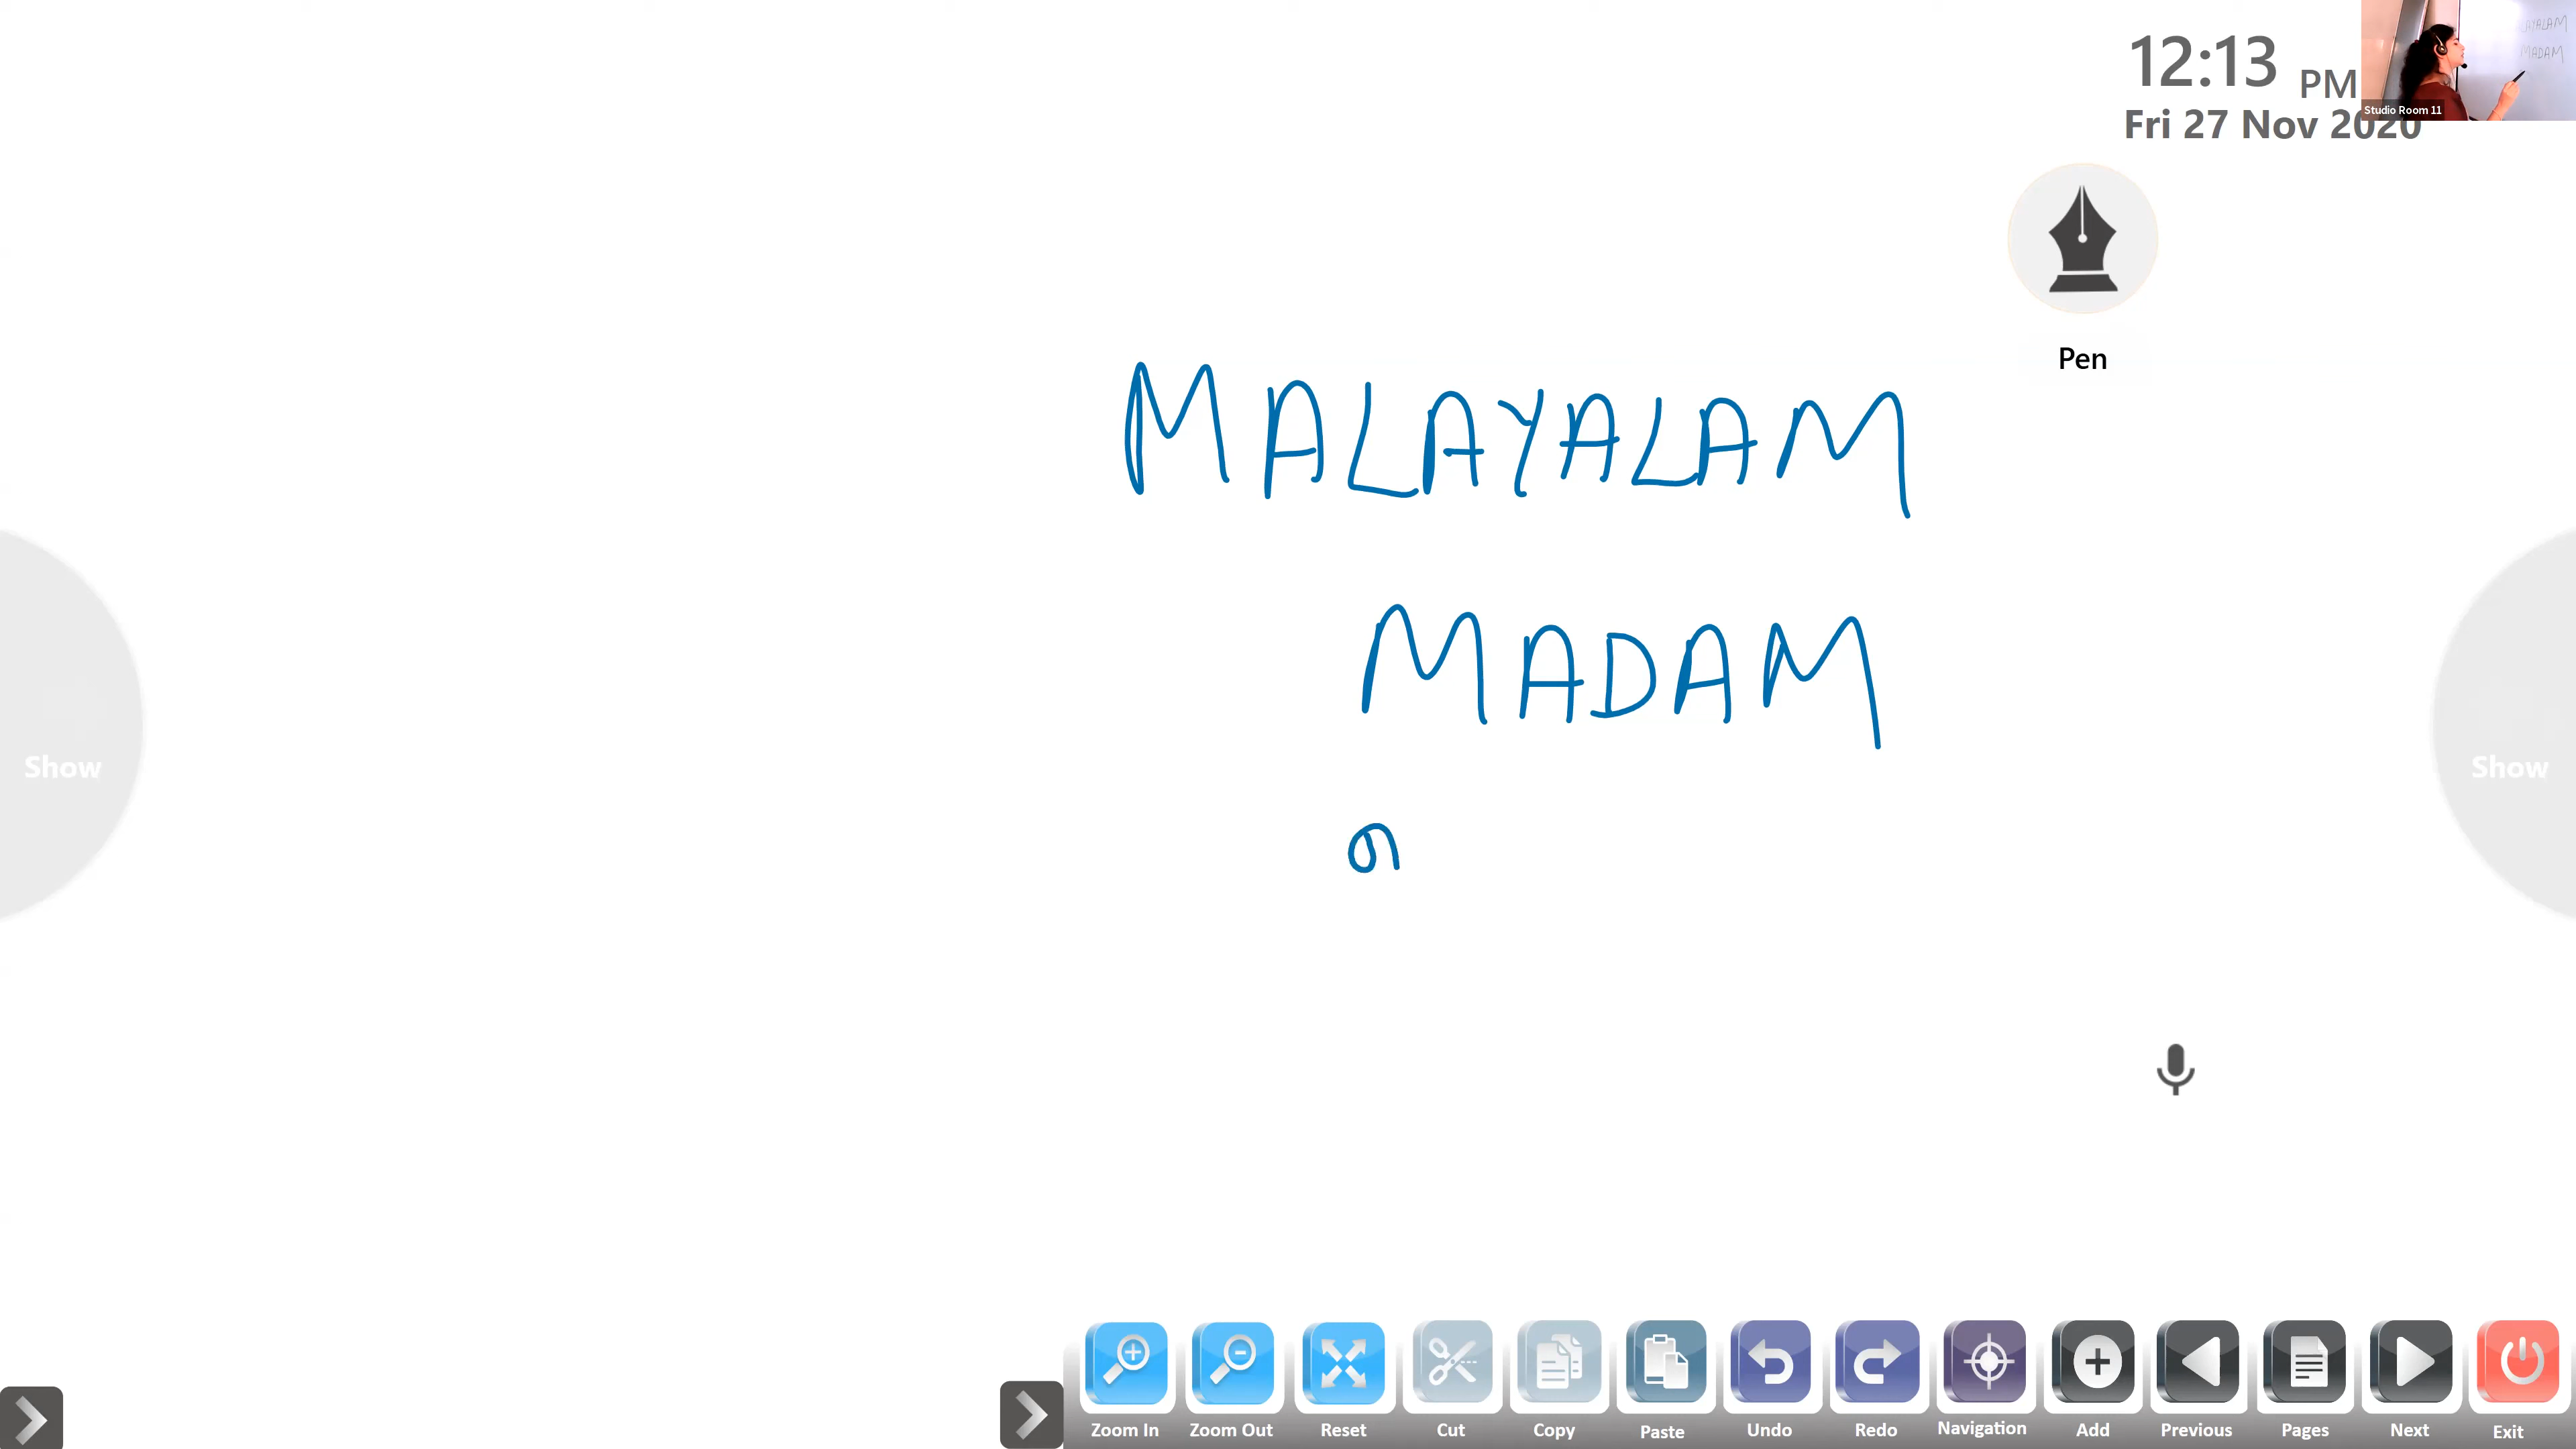 12:13 PM
Fri 27 Nov 2020
Studio Room 11
Pen
MALAYALAM
MADAM
Show
Show
Zoom In Zoom Out Reset Cut Copy Paste Undo Redo Navigation Add Previous Pages Next Exit